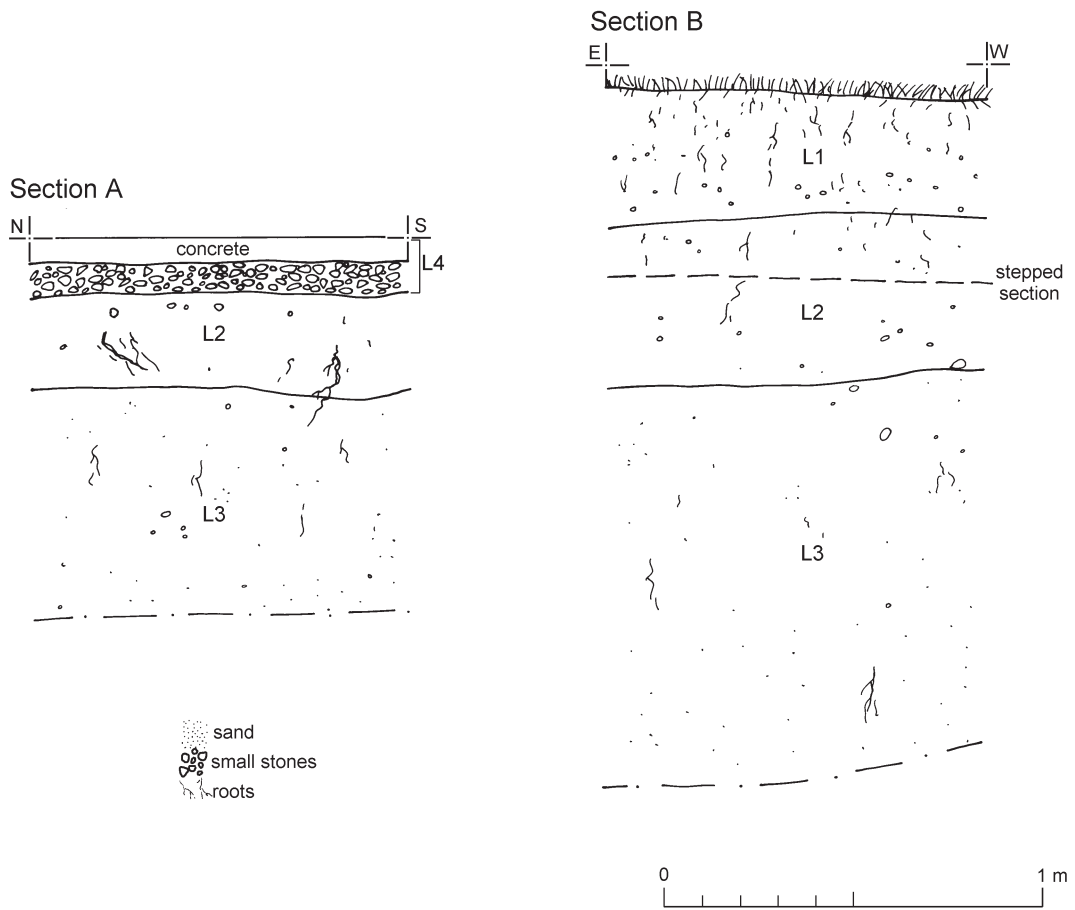 Section B
E
W
L1
Section A
N
S
concrete
L4
stepped
section
L2
L2
L3
L3
sand
small stones
roots
0
1 m